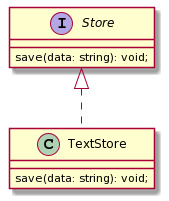 I Store
save(data: string): void;
C TextStore
save(data: string): void;